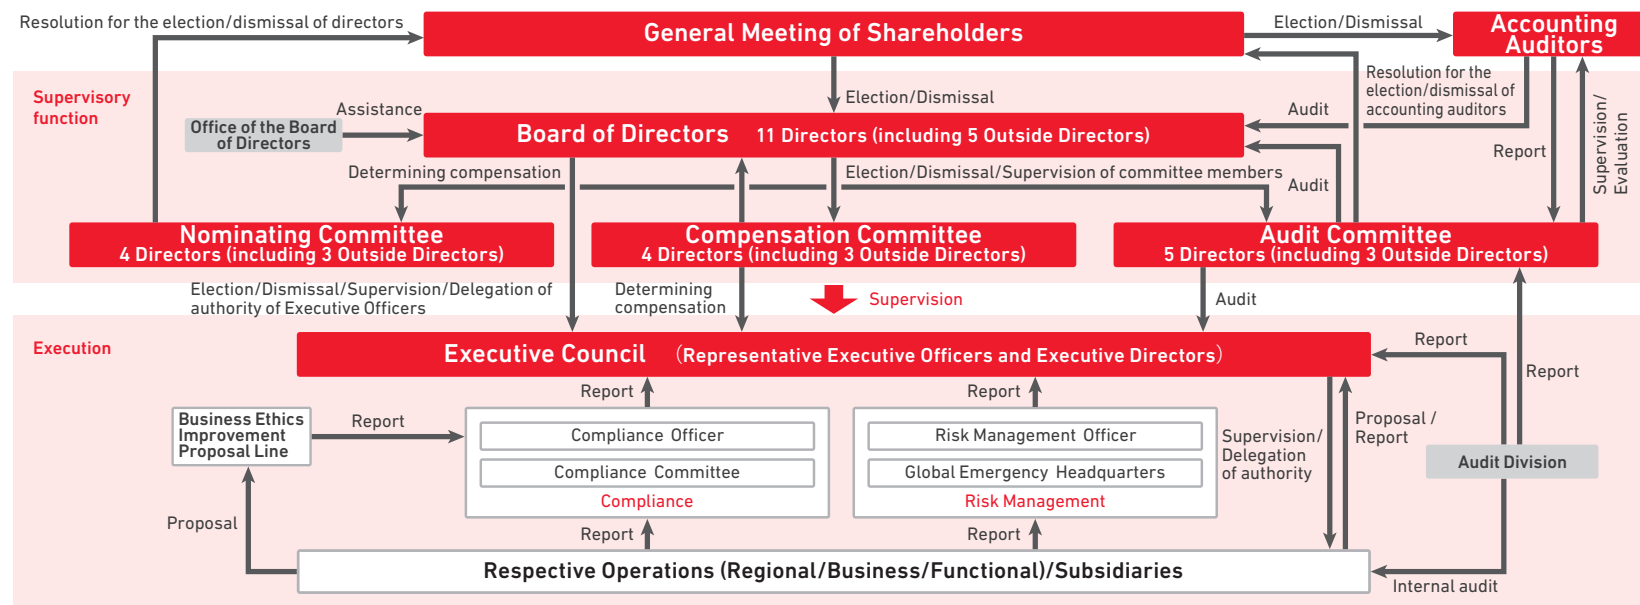 Resolution for the election/dismissal of directors
General Meeting of Shareholders
Election/Dismissal
Accounting
Auditors
Supervisory
function
Election/Dismissal
Resolution for the
election/dismissal of
accounting auditors
Supervision/
Evaluation
Assistance
Audit
Office of the Board
of Directors
Board of Directors 11 Directors (including 5 Outside Directors)
Report
Determining compensation
Election/Dismissal/Supervision of committee members
Audit
Nominating Committee
4 Directors (including 3 Outside Directors)
Compensation Committee
4 Directors (including 3 Outside Directors)
Audit Committee
5 Directors (including 3 Outside Directors)
Election/Dismissal/Supervision/Delegation of
authority of Executive Officers
Determining
compensation
Supervision
Audit
Execution
Executive Council (Representative Executive Officers and Executive Directors)
Report
Report
Report
Report
Business Ethics
Improvement
Proposal Line
Report
Compliance Officer
Compliance Committee
Compliance
Risk Management Officer
Global Emergency Headquarters
Risk Management
Supervision/
Delegation
of authority
Proposal /
Report
Audit Division
Proposal
Report
Report
Respective Operations (Regional/Business/Functional)/Subsidiaries
Internal audit